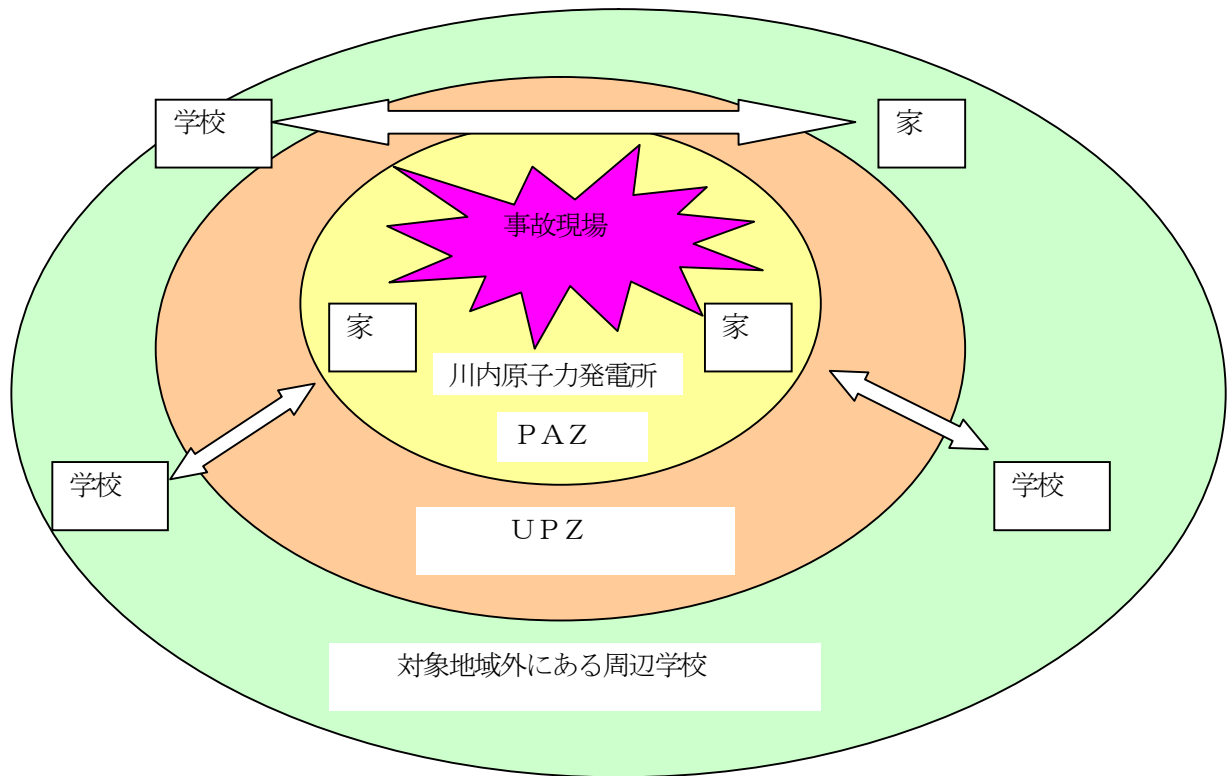 学校
家
事故現場
家
家
川内原子力発電所
ＰＡＺ
学校
学校
ＵＰＺ
対象地域外にある周辺学校